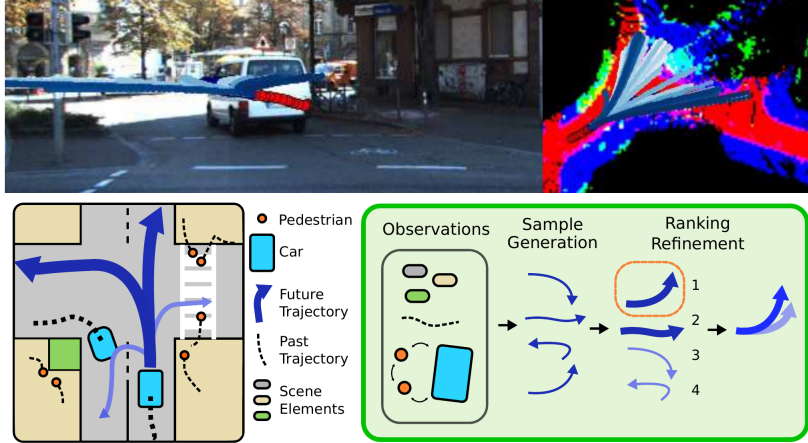 Pedestrian
Car
Future
Trajectory
Past
Trajectory
Scene
Elements
Observations
Sample
Generation
Ranking
Refinement
1
2
3
4